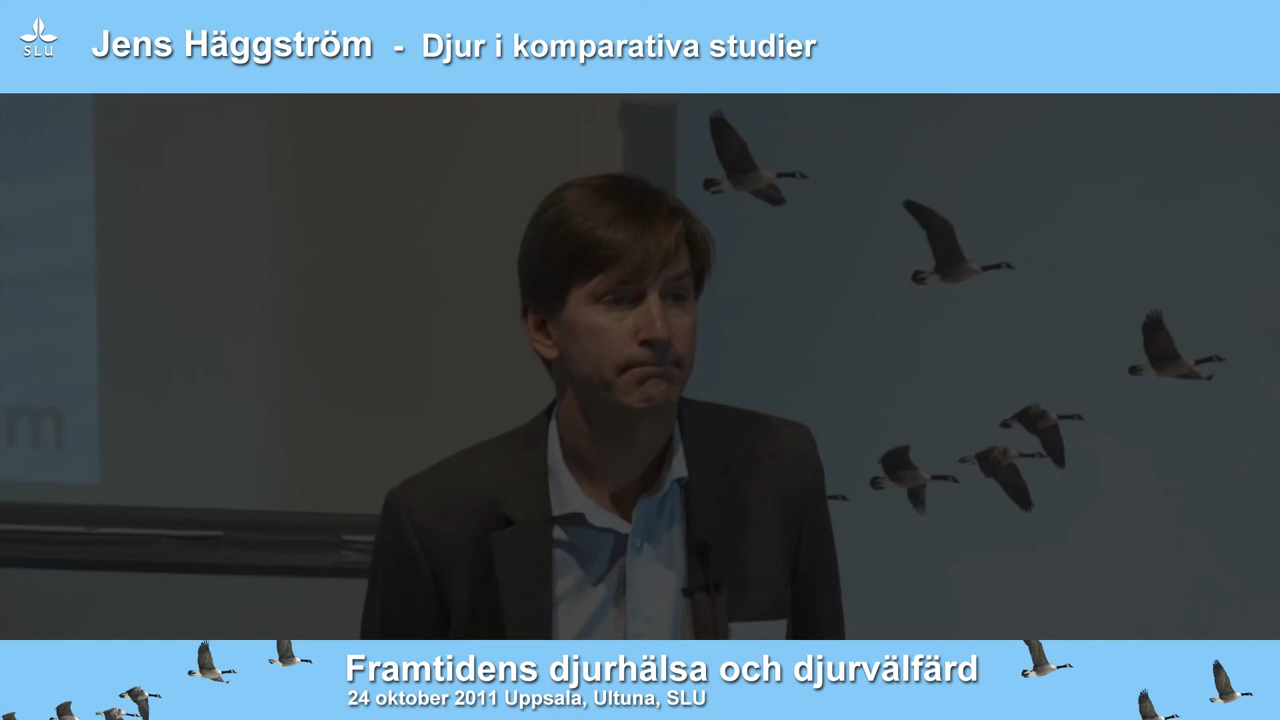 SLU
Jens Häggström - Djur i komparativa studier
m
Framtidens djurhälsa och djurvälfärd
24 oktober 2011 Uppsala, Ultuna, SLU